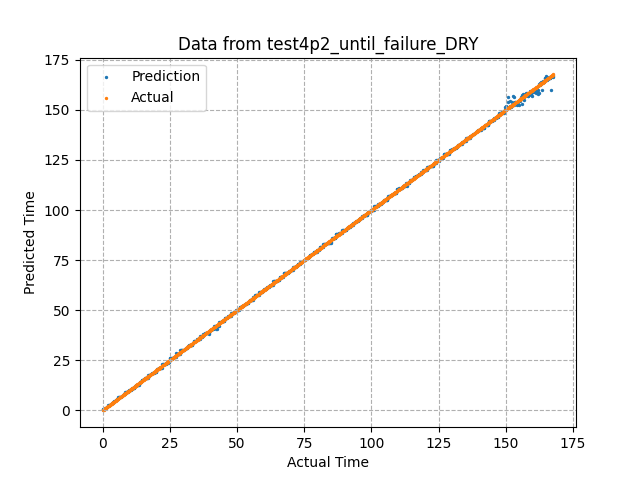 Data from test4p2_until_failure_DRY
Prediction
Actual
Predicted Time
175
150
125
100
75
50
25
0
0 25 50 75 100 125 150 175
Actual Time